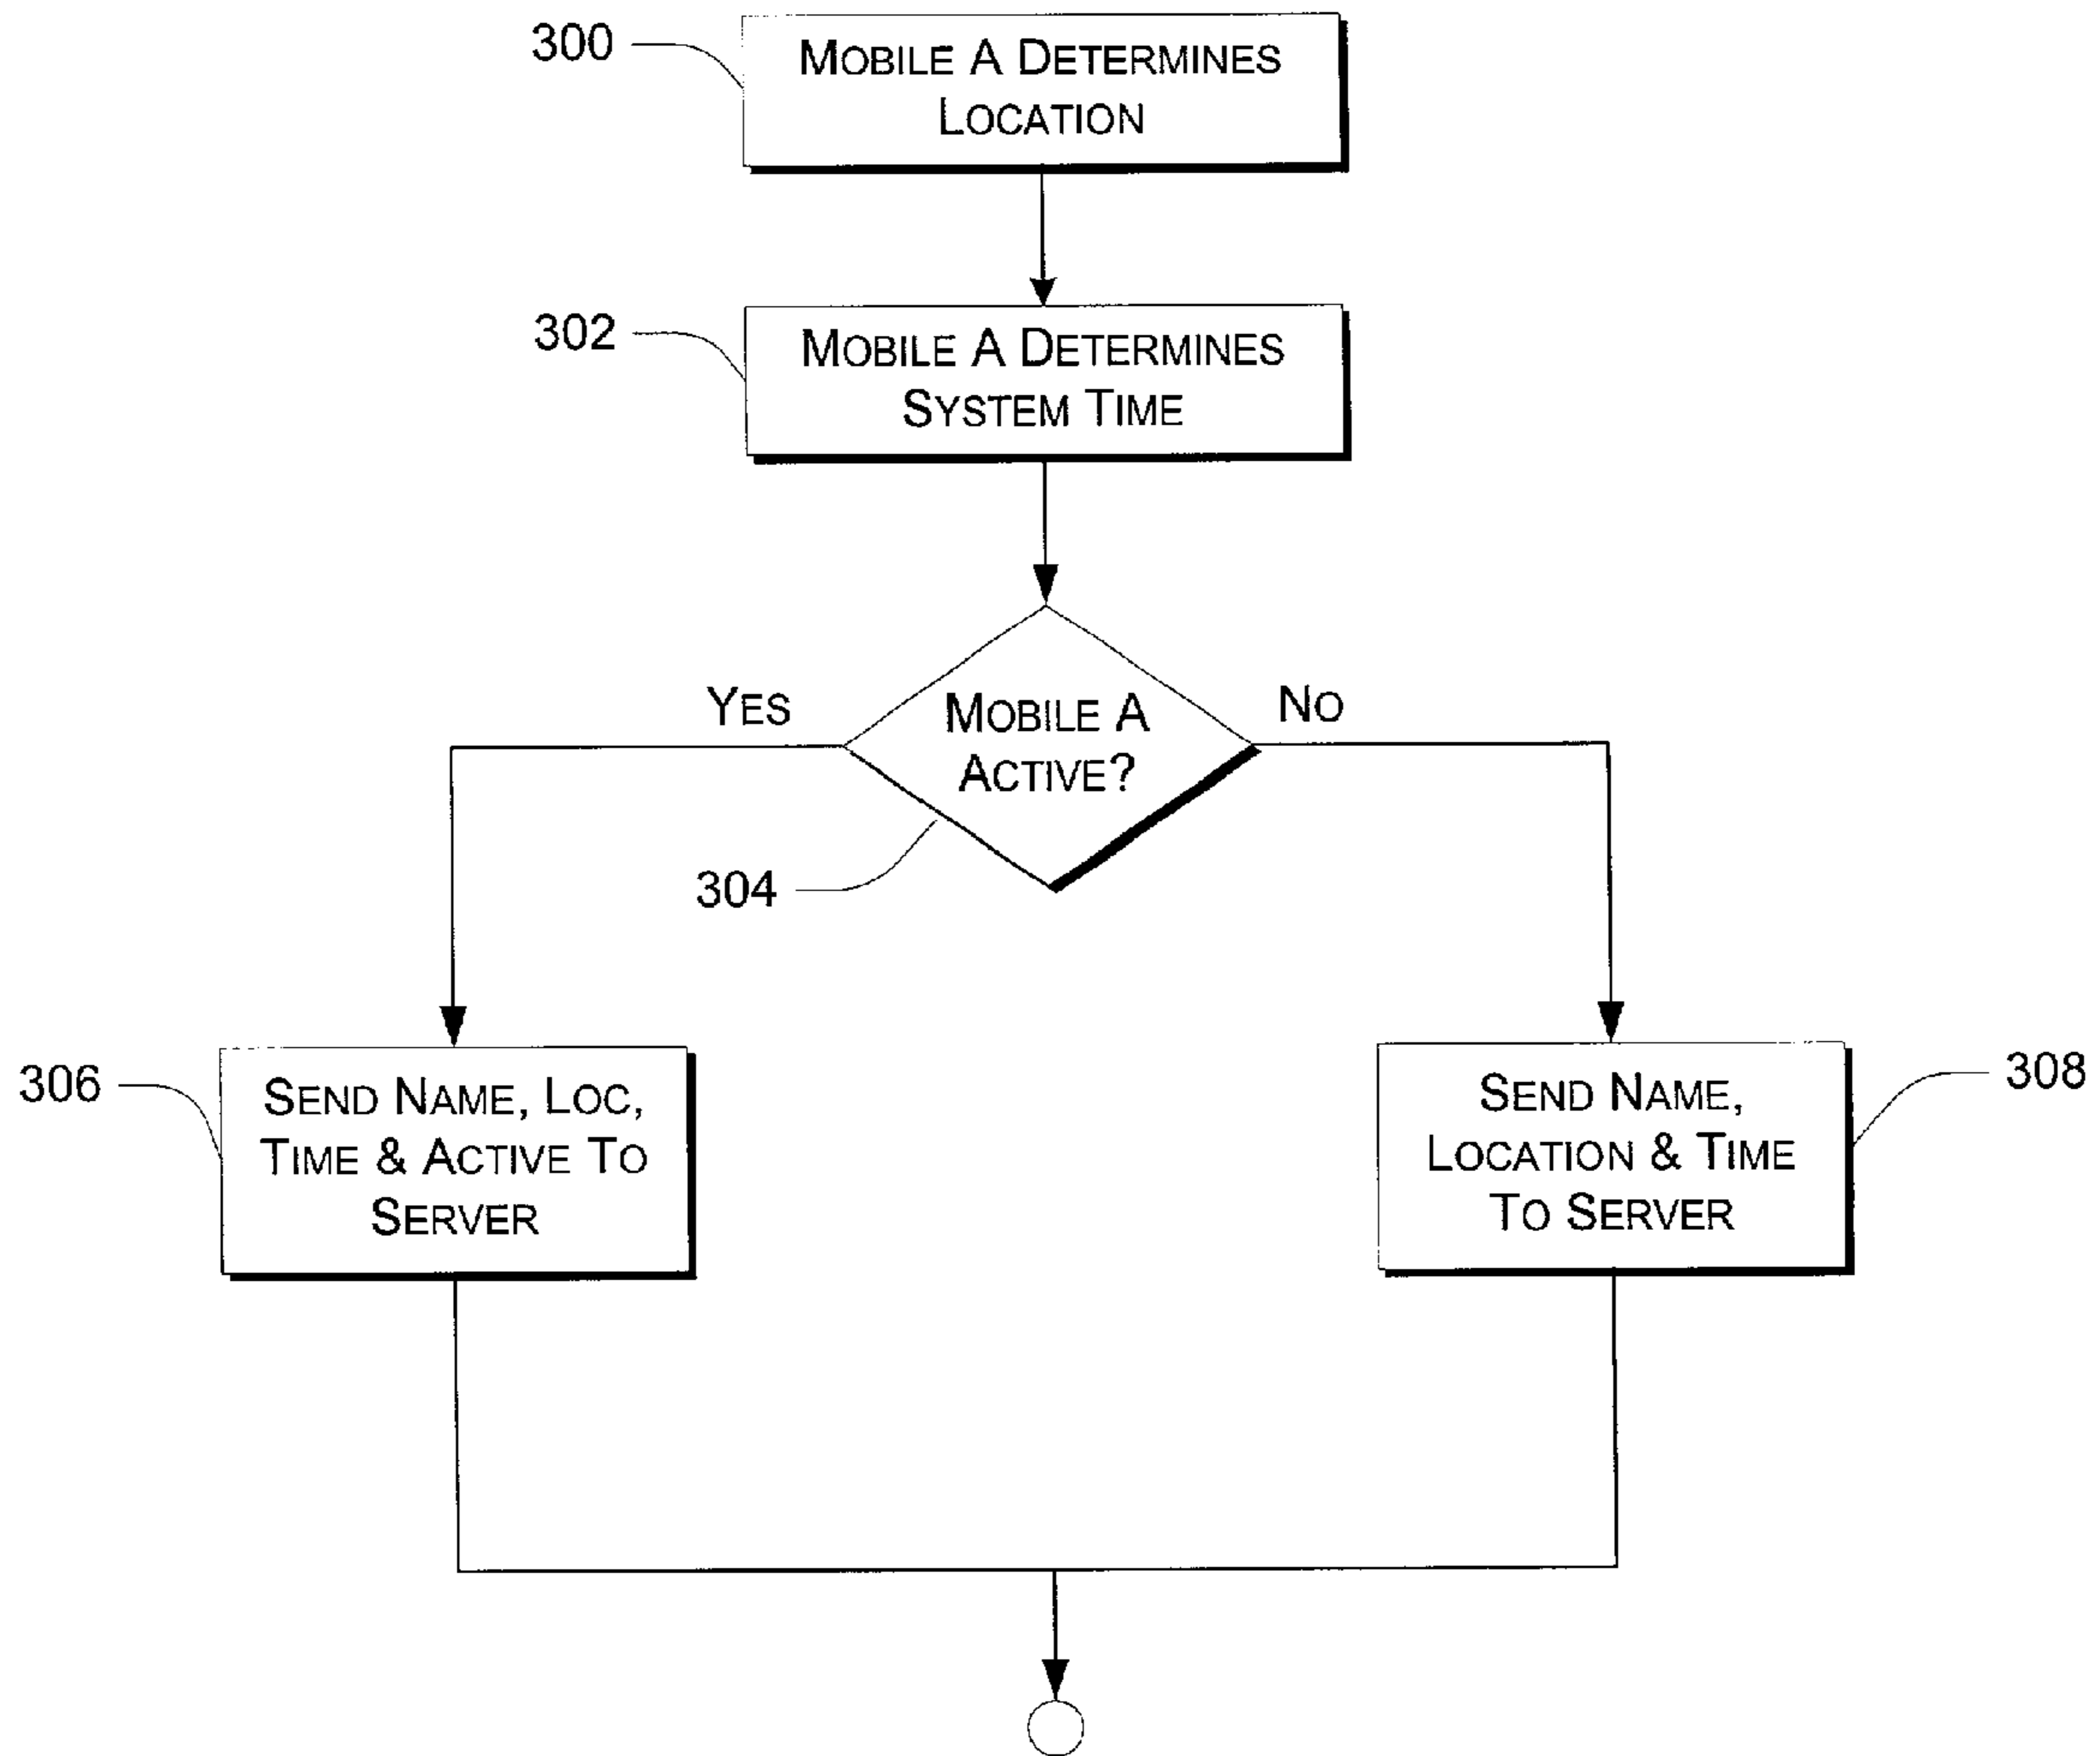 300
MOBILE A DETERMINES
LOCATION
302
MOBILE A DETERMINES
SYSTEM TIME
YES
MOBILE A
ACTIVE?
NO
304
306
SEND NAME, LOC,
TIME & ACTIVE TO
SERVER
SEND NAME,
LOCATION & TIME
TO SERVER
308